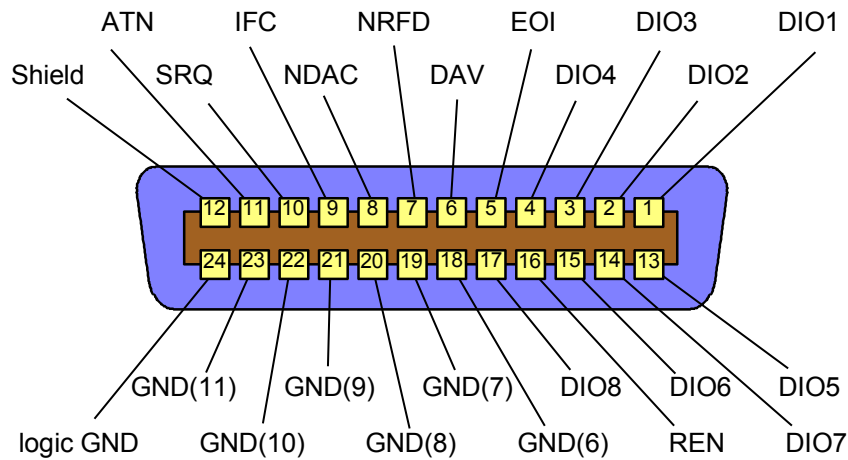 ATN IFC NRFD EOI DIO3 DIO1
Shield SRQ NDAC DAV DIO4 DIO2
12 11 10 9 8 7 6 5 4 3 2 1
24 23 22 21 20 19 18 17 16 15 14 13
GND(11) GND(9) GND(7) DIO8 DIO6 DIO5
logic GND GND(10) GND(8) GND(6) REN DIO7